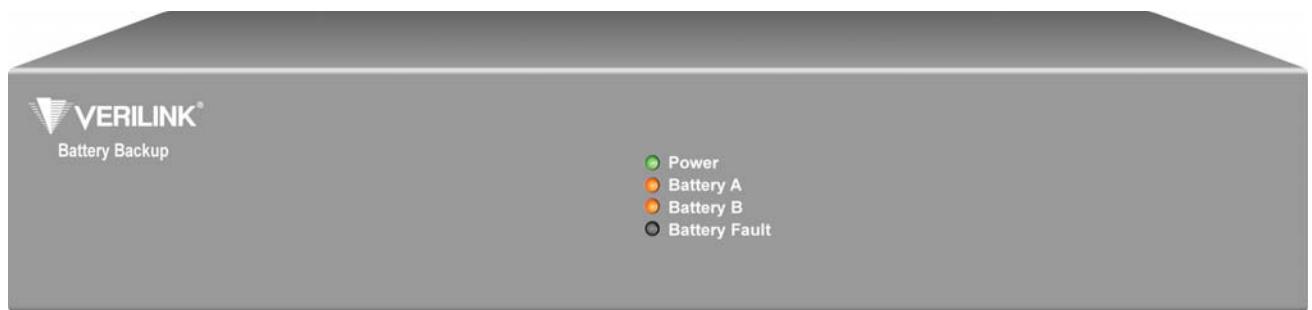 VERILINK®
Battery Backup
Power
Battery A
Battery B
Battery Fault